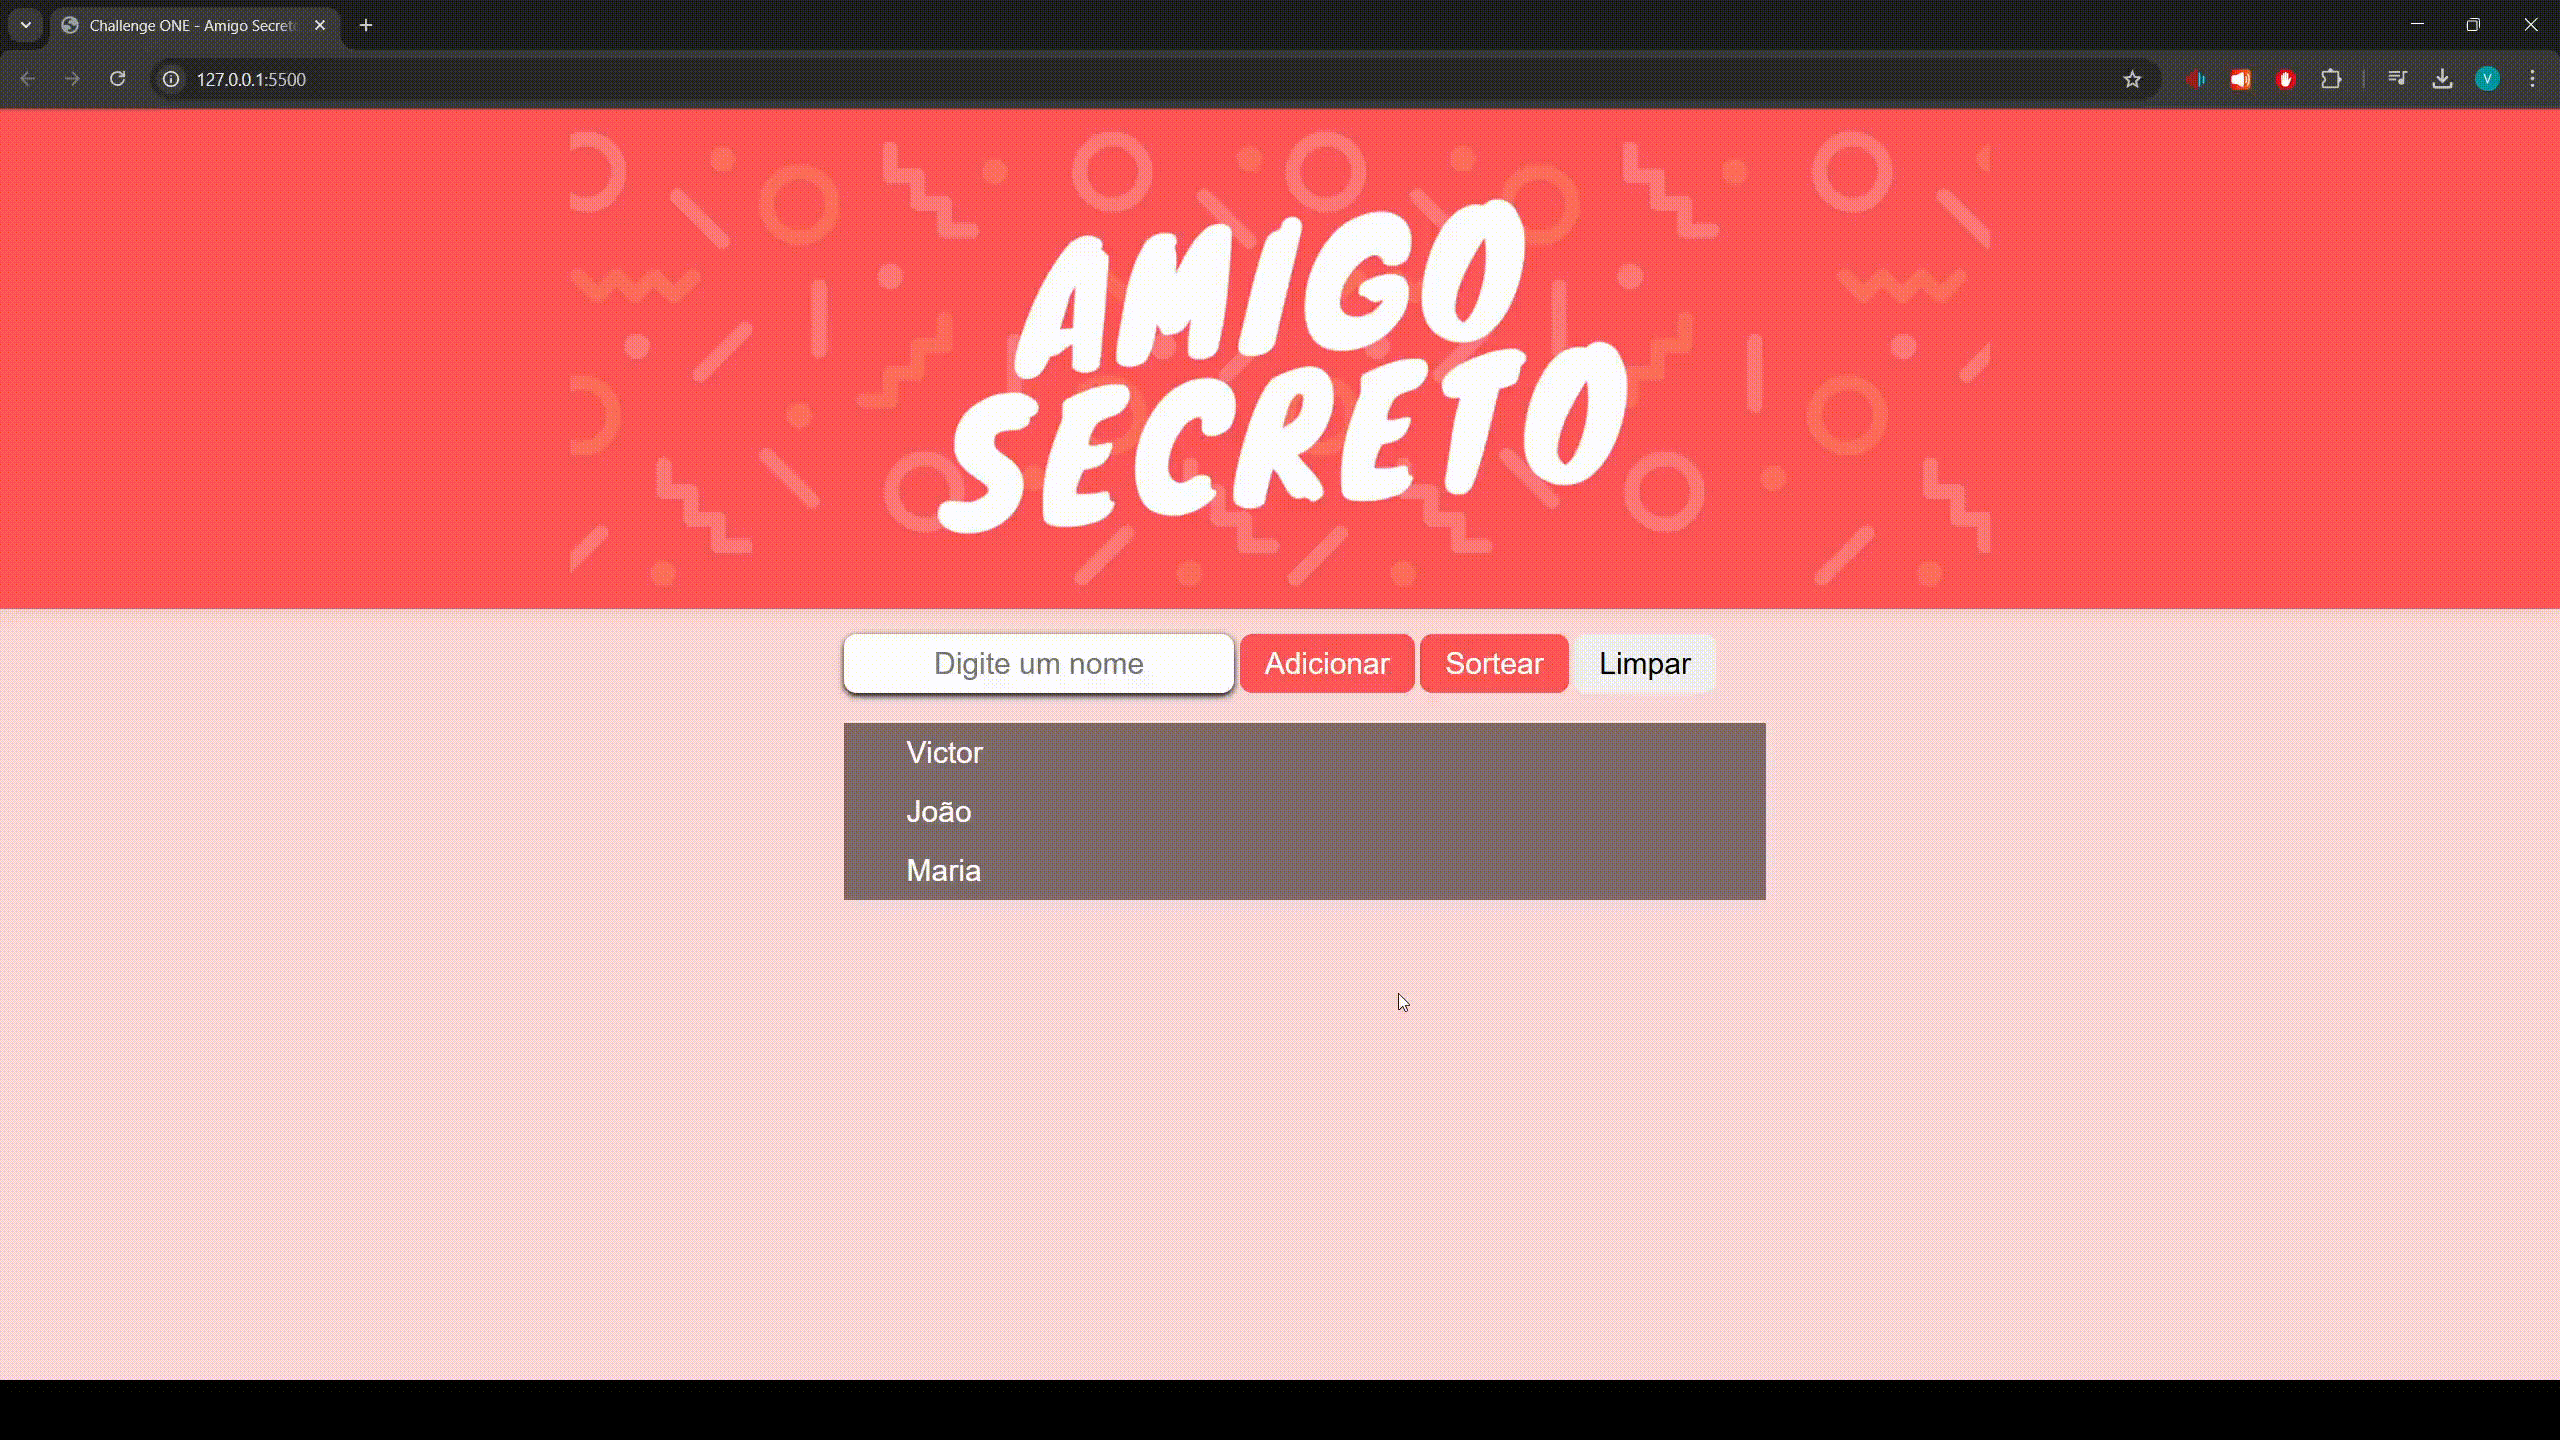 Challenge ONE - Amigo Secret
127.0.0.1:5500
V
AMIGO
SECRETO
Digite um nome
Adicionar
Sortear
Limpar
Victor
João
Maria